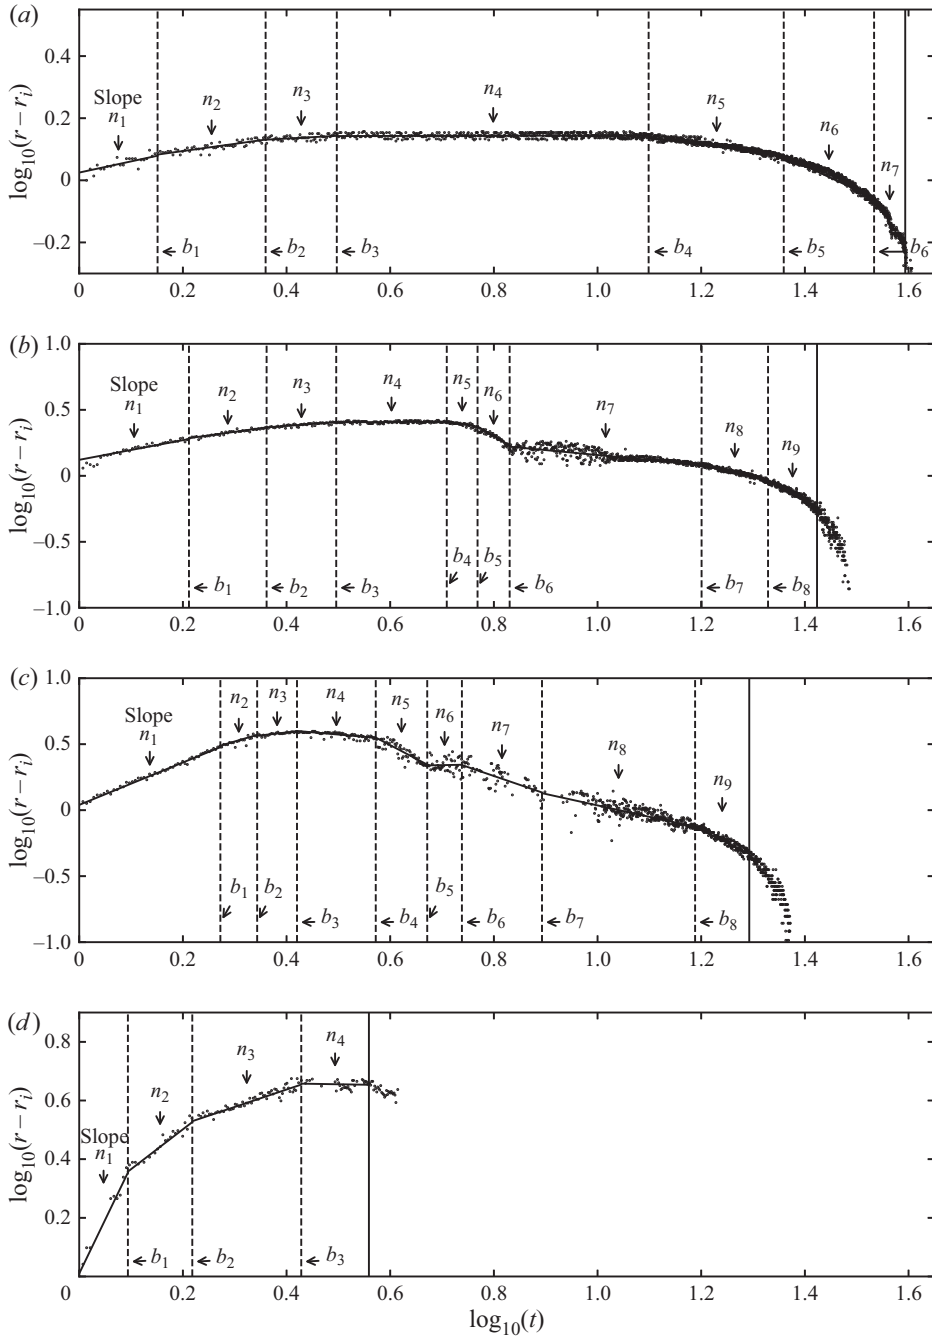 (a)
0.4
0.2
0
−0.2
log10(r − ri)
Slope
n1 n2 n3 n4 n5 n6 n7
b1 b2 b3 b4 b5 b6
0 0.2 0.4 0.6 0.8 1.0 1.2 1.4 1.6
(b)
1.0
0.5
0
−0.5
−1.0
log10(r − ri)
Slope
n1 n2 n3 n4 n5 n6 n7 n8 n9
b1 b2 b3 b4 b5 b6 b7 b8
0 0.2 0.4 0.6 0.8 1.0 1.2 1.4 1.6
(c)
1.0
0.5
0
−0.5
−1.0
log10(r − ri)
Slope
n1 n2 n3 n4 n5 n6 n7 n8 n9
b1 b2 b3 b4 b5 b6 b7 b8
0 0.2 0.4 0.6 0.8 1.0 1.2 1.4 1.6
(d)
0.8
0.6
0.4
0.2
log10(r − ri)
Slope
n1 n2 n3 n4
b1 b2 b3
0 0.2 0.4 0.6 0.8 1.0 1.2 1.4 1.6
log10(t)